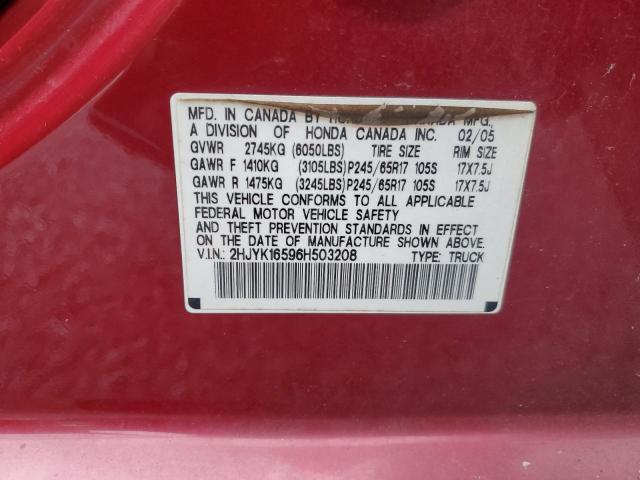 MFD. IN CANADA BY HONDA CANADA MFG.,
A DIVISION OF HONDA CANADA INC. 02/05
GVWR 2745KG (6050LBS) TIRE SIZE RIM SIZE
GAWR F 1410KG (3105LBS)P245/65R17 105S 17X7.5J
GAWR R 1475KG (3245LBS)P245/65R17 105S 17X7.5J
THIS VEHICLE CONFORMS TO ALL APPLICABLE
FEDERAL MOTOR VEHICLE SAFETY
AND THEFT PREVENTION STANDARDS IN EFFECT
ON THE DATE OF MANUFACTURE SHOWN ABOVE.
V.I.N.: 2HJYK16596H503208 TYPE: TRUCK